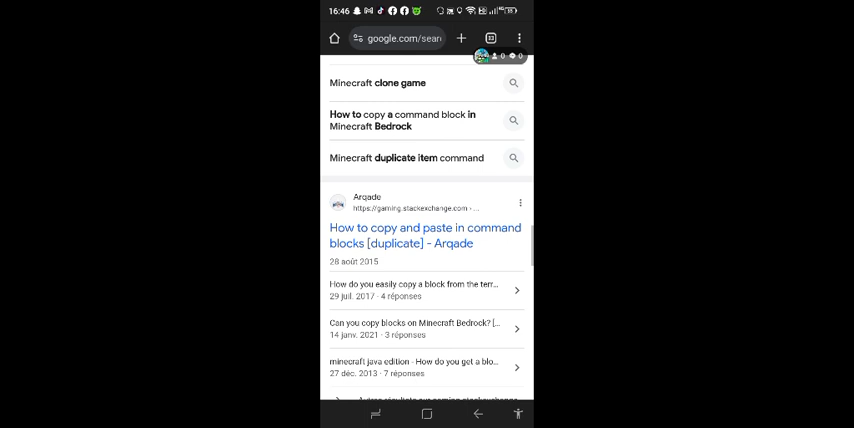 16:46
google.com/sear
0 0
Minecraft clone game
How to copy a command block in
Minecraft Bedrock
Minecraft duplicate item command
Arqade
https://gaming.stackexchange.com › ...
How to copy and paste in command
blocks [duplicate] - Arqade
28 août 2015
How do you easily copy a block from the terr...
29 juil. 2017 · 4 réponses
Can you copy blocks on Minecraft Bedrock? [...
14 janv. 2021 · 3 réponses
minecraft java edition - How do you get a blo...
27 déc. 2013 · 7 réponses